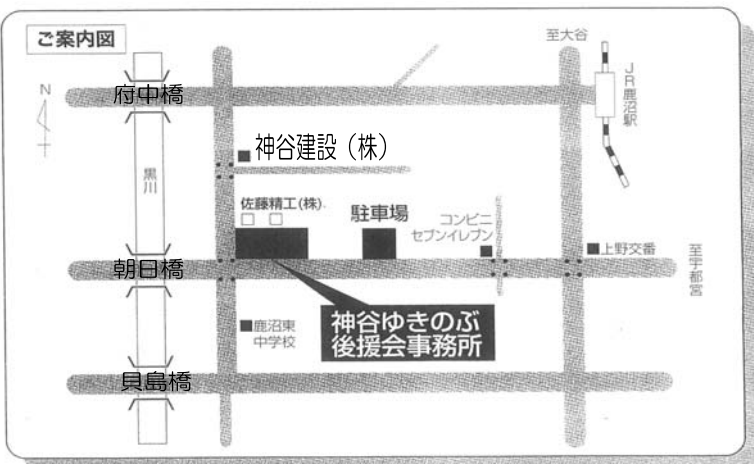 ご案内図
至大谷
N
JR鹿沼駅
府中橋
神谷建設（株）
黒川
佐藤精工(株)
駐車場
コンビニ
セブンイレブン
上野交番
至宇都宮
朝日橋
神谷ゆきのぶ
後援会事務所
鹿沼東
中学校
貝島橋